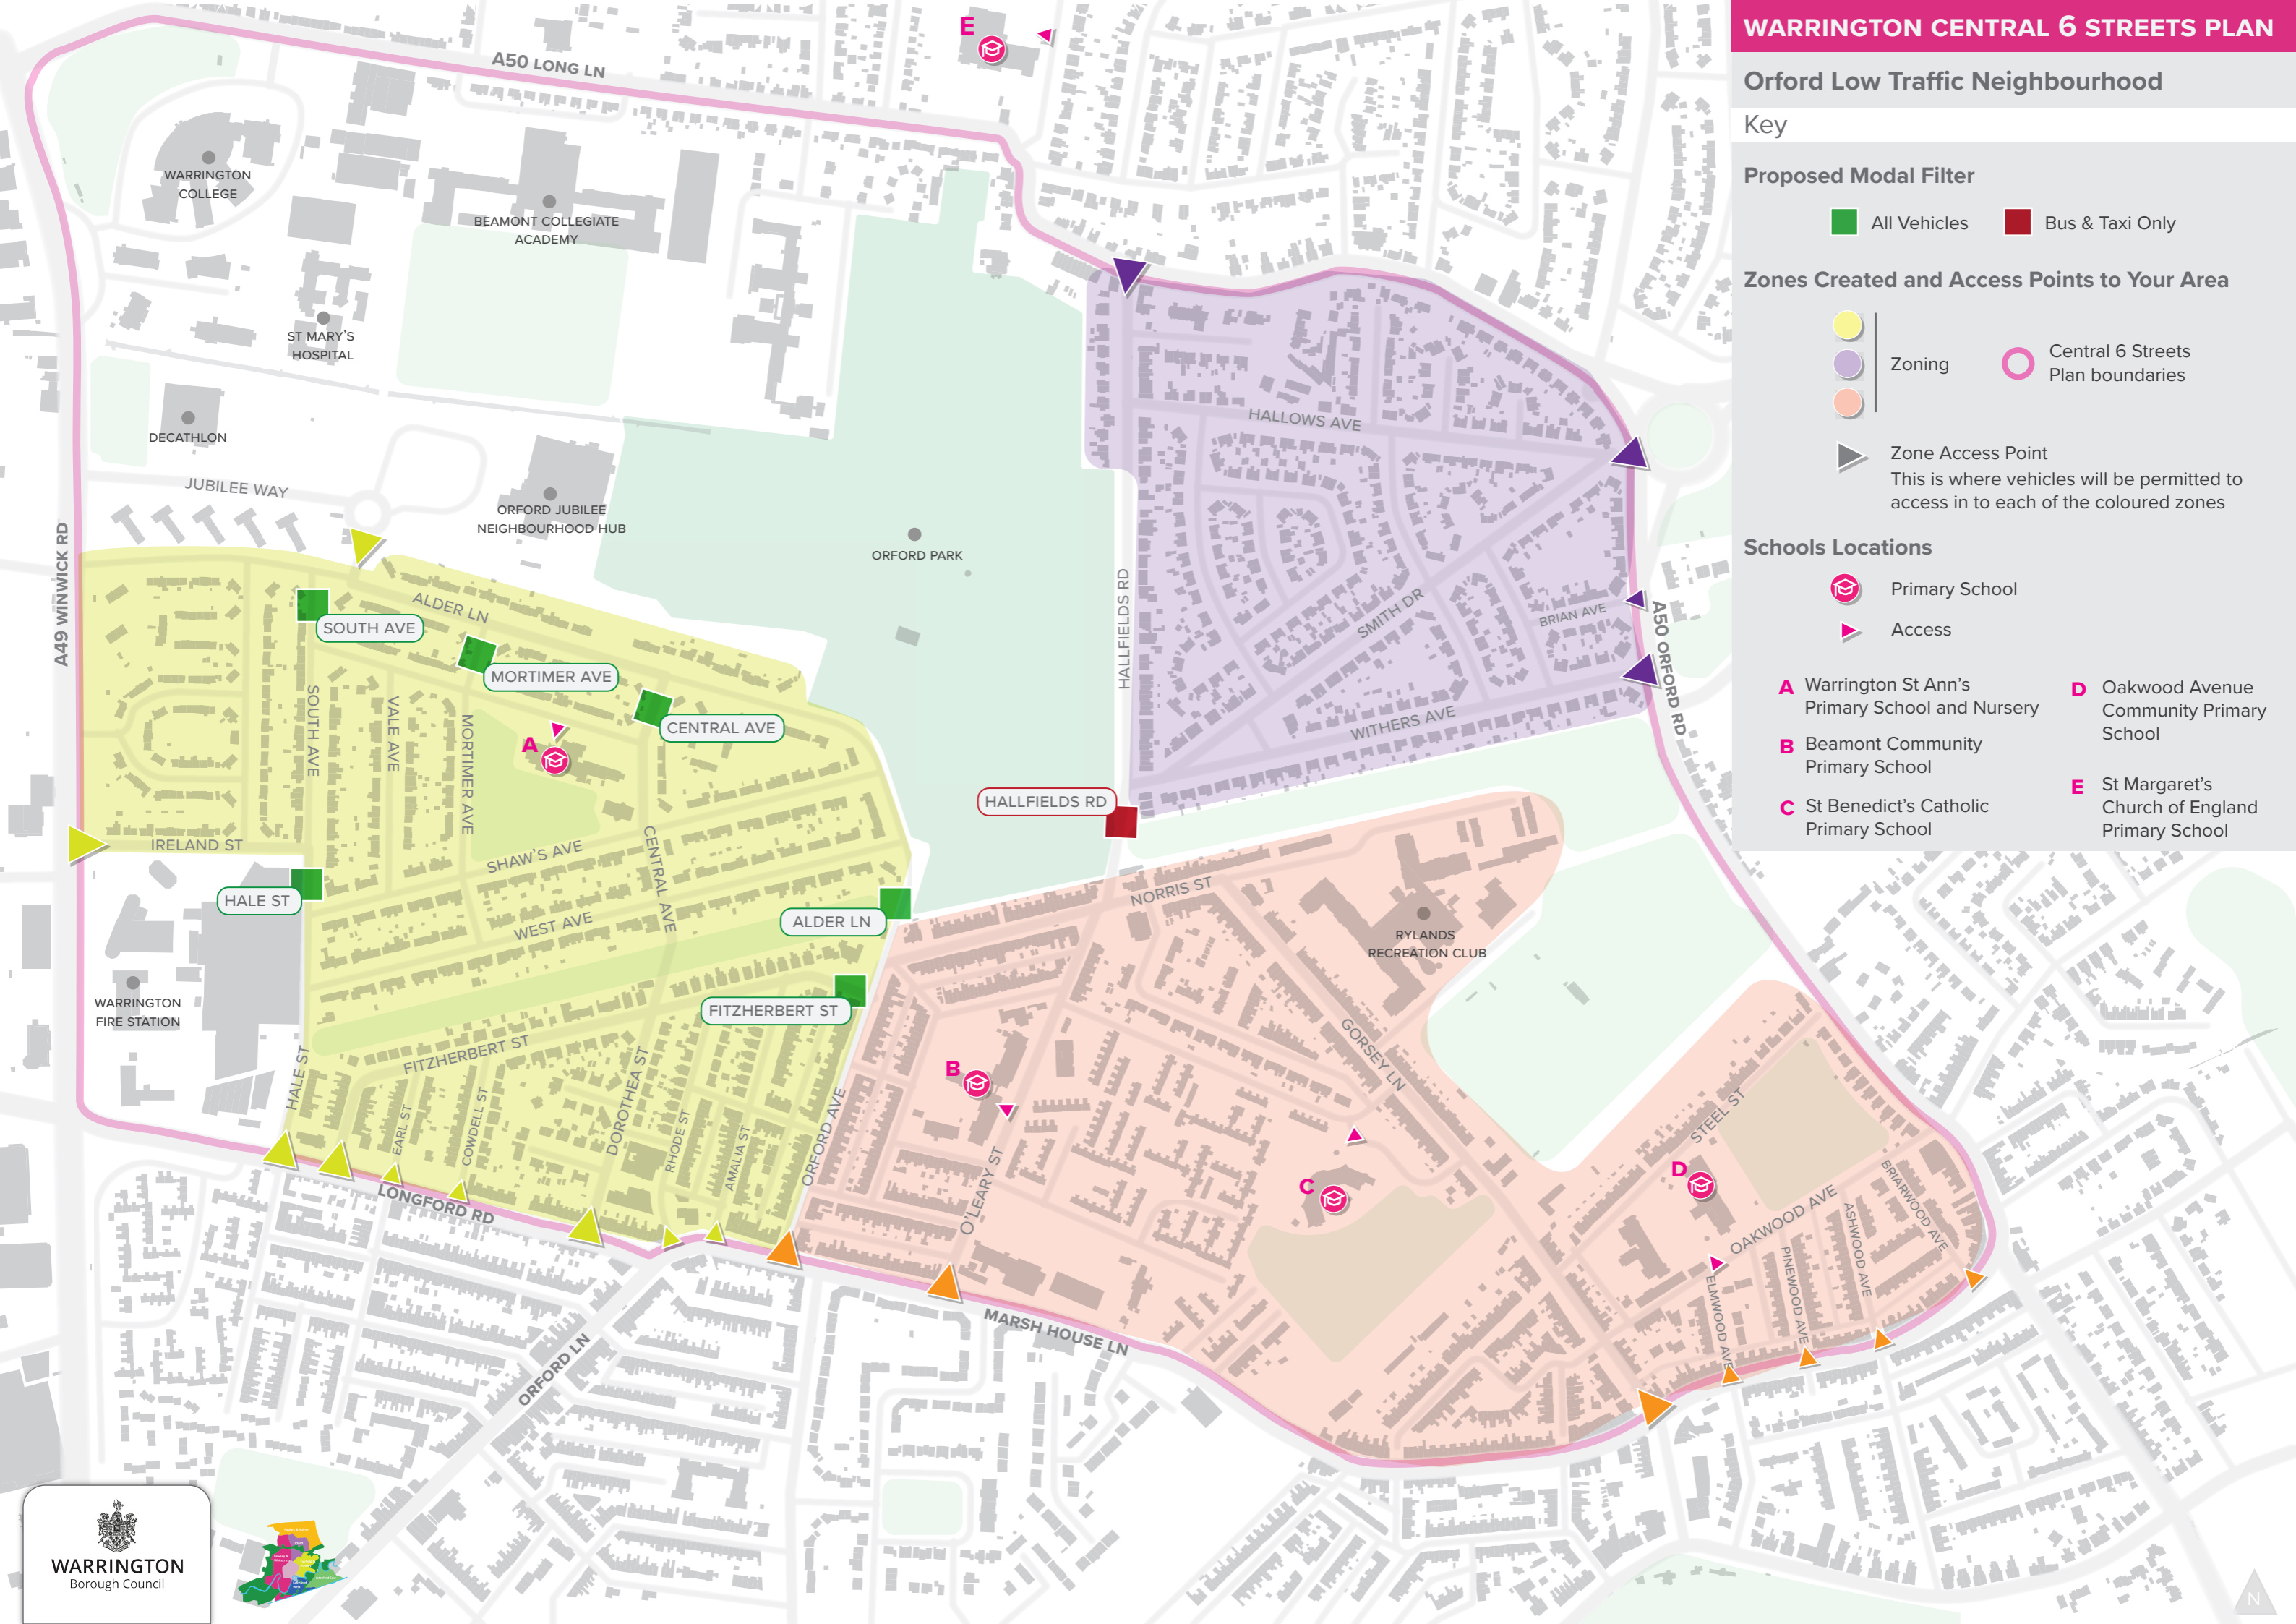 WARRINGTON CENTRAL 6 STREETS PLAN
Orford Low Traffic Neighbourhood
Key
Proposed Modal Filter
All Vehicles
Bus & Taxi Only
Zones Created and Access Points to Your Area
Zoning
Central 6 Streets
Plan boundaries
Zone Access Point
This is where vehicles will be permitted to
access in to each of the coloured zones
Schools Locations
Primary School
Access
A Warrington St Ann's
Primary School and Nursery
B Beamont Community
Primary School
C St Benedict's Catholic
Primary School
D Oakwood Avenue
Community Primary
School
E St Margaret's
Church of England
Primary School
E
A50 LONG LN
WARRINGTON
COLLEGE
BEAMONT COLLEGIATE
ACADEMY
ST MARY'S
HOSPITAL
DECATHLON
JUBILEE WAY
ORFORD JUBILEE
NEIGHBOURHOOD HUB
ORFORD PARK
HALLOWS AVE
HALLFIELDS RD
SMITH DR
BRIAN AVE
WITHERS AVE
A50 ORFORD RD
A49 WINWICK RD
ALDER LN
SOUTH AVE
MORTIMER AVE
CENTRAL AVE
SOUTH AVE
VALE AVE
MORTIMER AVE
A
HALLFIELDS RD
IRELAND ST
SHAW'S AVE
CENTRAL AVE
HALE ST
WEST AVE
ALDER LN
NORRIS ST
RYLANDS
RECREATION CLUB
WARRINGTON
FIRE STATION
FITZHERBERT ST
FITZHERBERT ST
HALE ST
EARL ST
COWDELL ST
DOROTHEA ST
RHODE ST
AMALIA ST
ORFORD AVE
B
O'LEARY ST
GORSEY LN
C
STEEL ST
D
OAKWOOD AVE
BRIARWOOD AVE
ASHWOOD AVE
PINEWOOD AVE
ELMWOOD AVE
LONGFORD RD
ORFORD LN
MARSH HOUSE LN
WARRINGTON
Borough Council
N